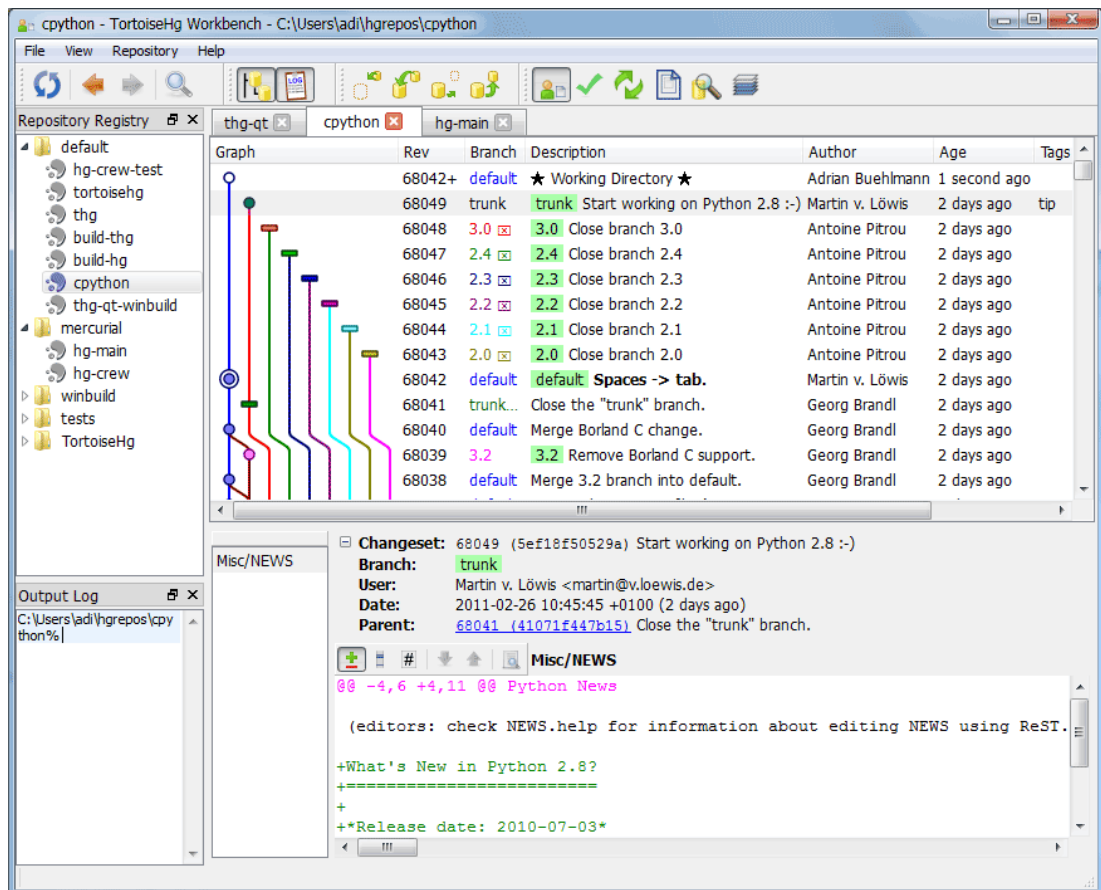 cpython - TortoiseHg Workbench - C:\Users\adi\hgrepos\cpython
File View Repository Help
LOG
Repository Registry
default
hg-crew-test
tortoisehg
thg
build-thg
build-hg
cpython
thg-qt-winbuild
mercurial
hg-main
hg-crew
winbuild
tests
TortoiseHg
thg-qt cpython hg-main
Graph Rev Branch Description Author Age Tags
68042+ default ★ Working Directory ★ Adrian Buehlmann 1 second ago
68049 trunk trunk Start working on Python 2.8 :-) Martin v. Löwis 2 days ago tip
68048 3.0 3.0 Close branch 3.0 Antoine Pitrou 2 days ago
68047 2.4 2.4 Close branch 2.4 Antoine Pitrou 2 days ago
68046 2.3 2.3 Close branch 2.3 Antoine Pitrou 2 days ago
68045 2.2 2.2 Close branch 2.2 Antoine Pitrou 2 days ago
68044 2.1 2.1 Close branch 2.1 Antoine Pitrou 2 days ago
68043 2.0 2.0 Close branch 2.0 Antoine Pitrou 2 days ago
68042 default default Spaces -> tab. Martin v. Löwis 2 days ago
68041 trunk... Close the "trunk" branch. Georg Brandl 2 days ago
68040 default Merge Borland C change. Georg Brandl 2 days ago
68039 3.2 3.2 Remove Borland C support. Georg Brandl 2 days ago
68038 default Merge 3.2 branch into default. Georg Brandl 2 days ago
Output Log
C:\Users\adi\hgrepos\cpy
thon%
Misc/NEWS
Changeset: 68049 (5ef18f50529a) Start working on Python 2.8 :-)
Branch: trunk
User: Martin v. Löwis <martin@v.loewis.de>
Date: 2011-02-26 10:45:45 +0100 (2 days ago)
Parent: 68041 (41071f447b15) Close the "trunk" branch.
# Misc/NEWS
@@ -4,6 +4,11 @@ Python News
(editors: check NEWS.help for information about editing NEWS using ReST.
+What's New in Python 2.8?
+=========================
+
+*Release date: 2010-07-03*